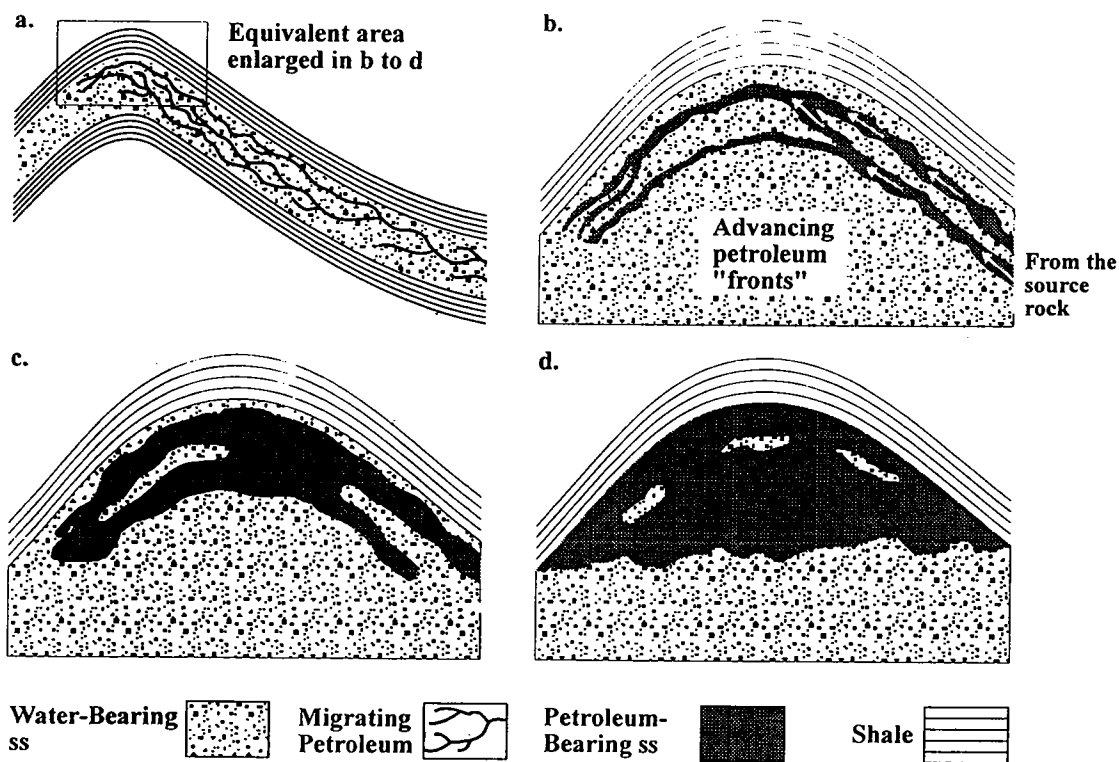 a.
Equivalent area
enlarged in b to d
b.
Advancing
petroleum
"fronts"
From the
source
rock
c.
d.
Water-Bearing
ss
Migrating
Petroleum
Petroleum-
Bearing ss
Shale